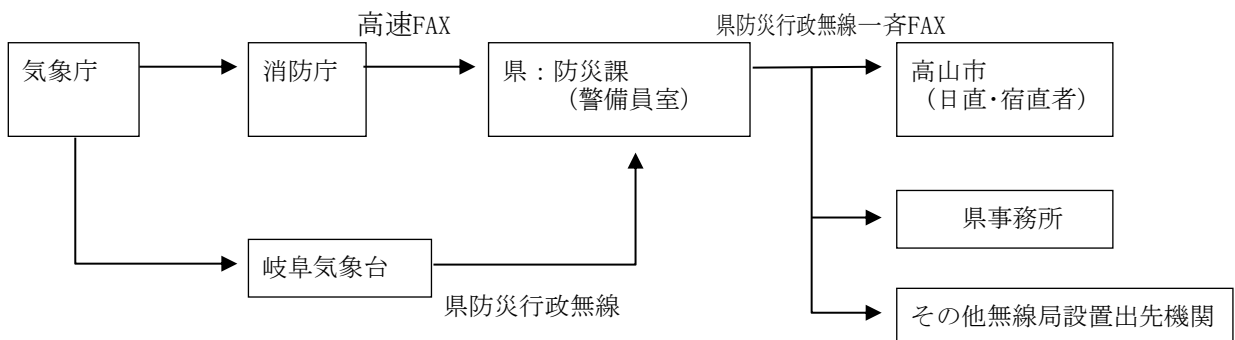 高速FAX
県防災行政無線一斉FAX
気象庁
消防庁
県：防災課
（警備員室）
高山市
（日直・宿直者）
県事務所
岐阜気象台
県防災行政無線
その他無線局設置出先機関